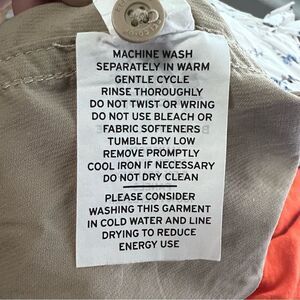 MACHINE WASH
SEPARATELY IN WARM
GENTLE CYCLE
RINSE THOROUGHLY
DO NOT TWIST OR WRING
DO NOT USE BLEACH OR
FABRIC SOFTENERS
TUMBLE DRY LOW
REMOVE PROMPTLY
COOL IRON IF NECESSARY
DO NOT DRY CLEAN
PLEASE CONSIDER
WASHING THIS GARMENT
IN COLD WATER AND LINE
DRYING TO REDUCE
ENERGY USE